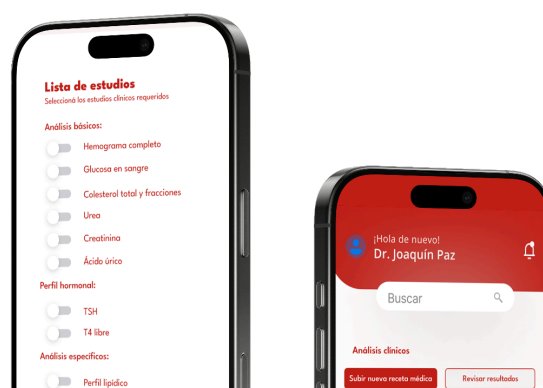 Lista de estudios
Seleccioná los estudios clínicos requeridos
Análisis básicos:
Hemograma completo
Glucosa en sangre
Colesterol total y fracciones
Urea
Creatinina
Ácido úrico
Perfil hormonal:
TSH
T4 libre
Análisis específicos:
Perfil lipídico
¡Hola de nuevo!
Dr. Joaquín Paz
Buscar
Análisis clínicos
Subir nueva receta médica
Revisar resultados